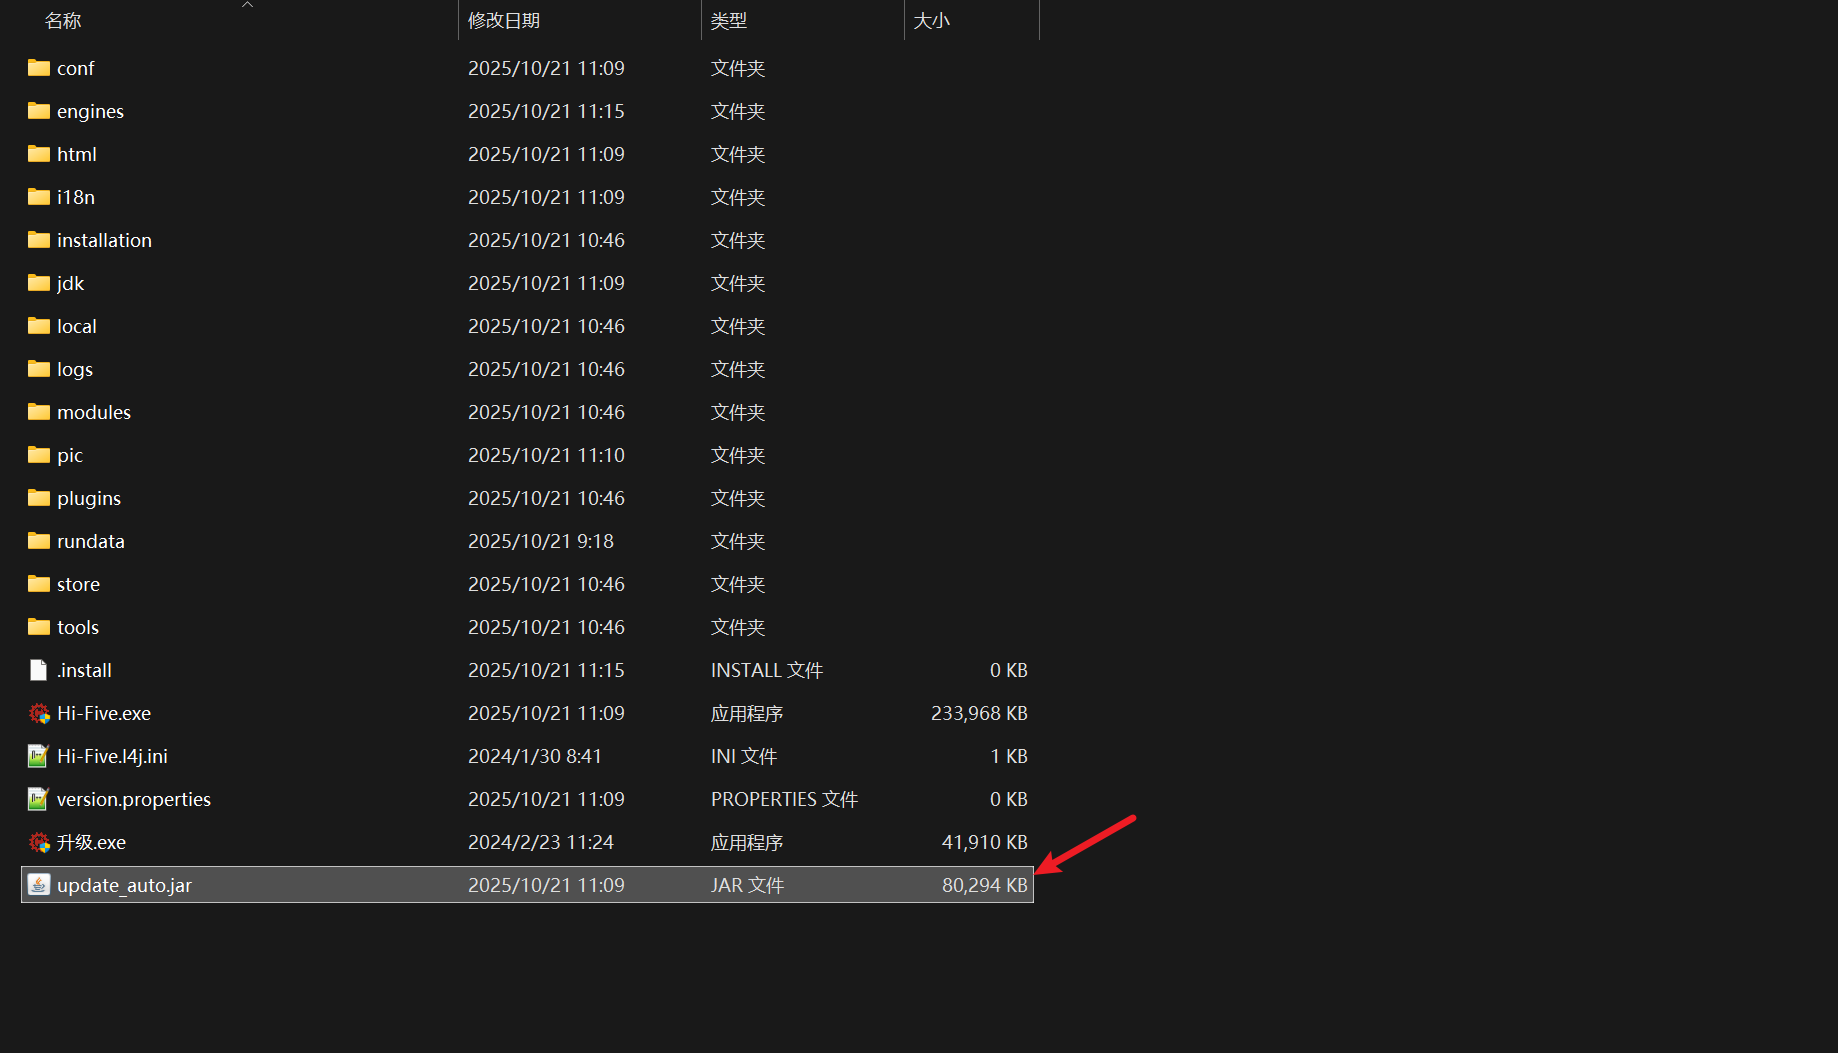 名称 修改日期 类型 大小
conf 2025/10/21 11:09 文件夹
engines 2025/10/21 11:15 文件夹
html 2025/10/21 11:09 文件夹
i18n 2025/10/21 11:09 文件夹
installation 2025/10/21 10:46 文件夹
jdk 2025/10/21 11:09 文件夹
local 2025/10/21 10:46 文件夹
logs 2025/10/21 10:46 文件夹
modules 2025/10/21 10:46 文件夹
pic 2025/10/21 11:10 文件夹
plugins 2025/10/21 10:46 文件夹
rundata 2025/10/21 9:18 文件夹
store 2025/10/21 10:46 文件夹
tools 2025/10/21 10:46 文件夹
.install 2025/10/21 11:15 INSTALL 文件 0 KB
Hi-Five.exe 2025/10/21 11:09 应用程序 233,968 KB
Hi-Five.l4j.ini 2024/1/30 8:41 INI 文件 1 KB
version.properties 2025/10/21 11:09 PROPERTIES 文件 0 KB
升级.exe 2024/2/23 11:24 应用程序 41,910 KB
update_auto.jar 2025/10/21 11:09 JAR 文件 80,294 KB